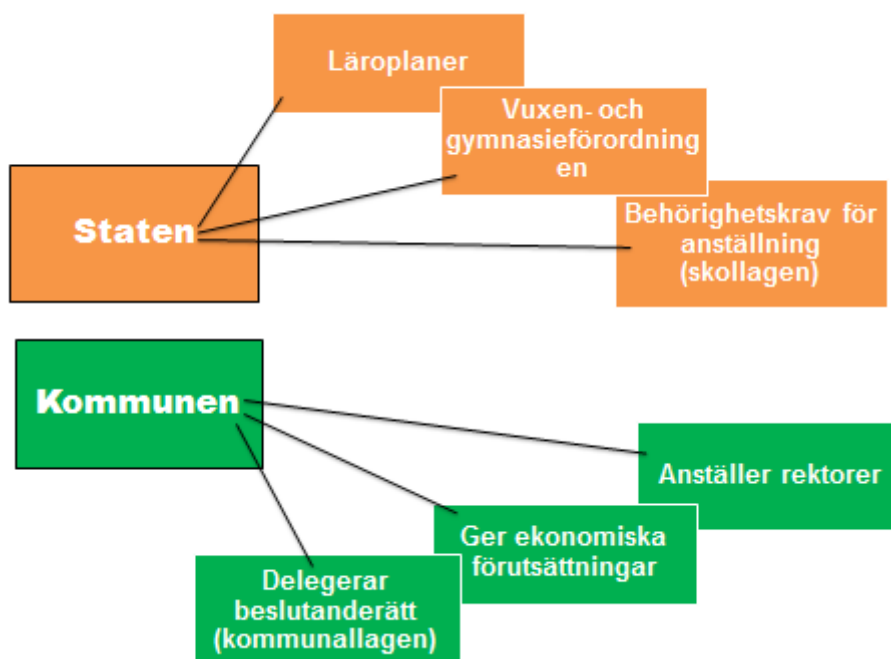 Läroplaner
Vuxen- och
gymnasieförordning
en
Staten
Behörighetskrav för
anställning
(skollagen)
Kommunen
Anställer rektorer
Ger ekonomiska
förutsättningar
Delegerar
beslutanderätt
(kommunallagen)